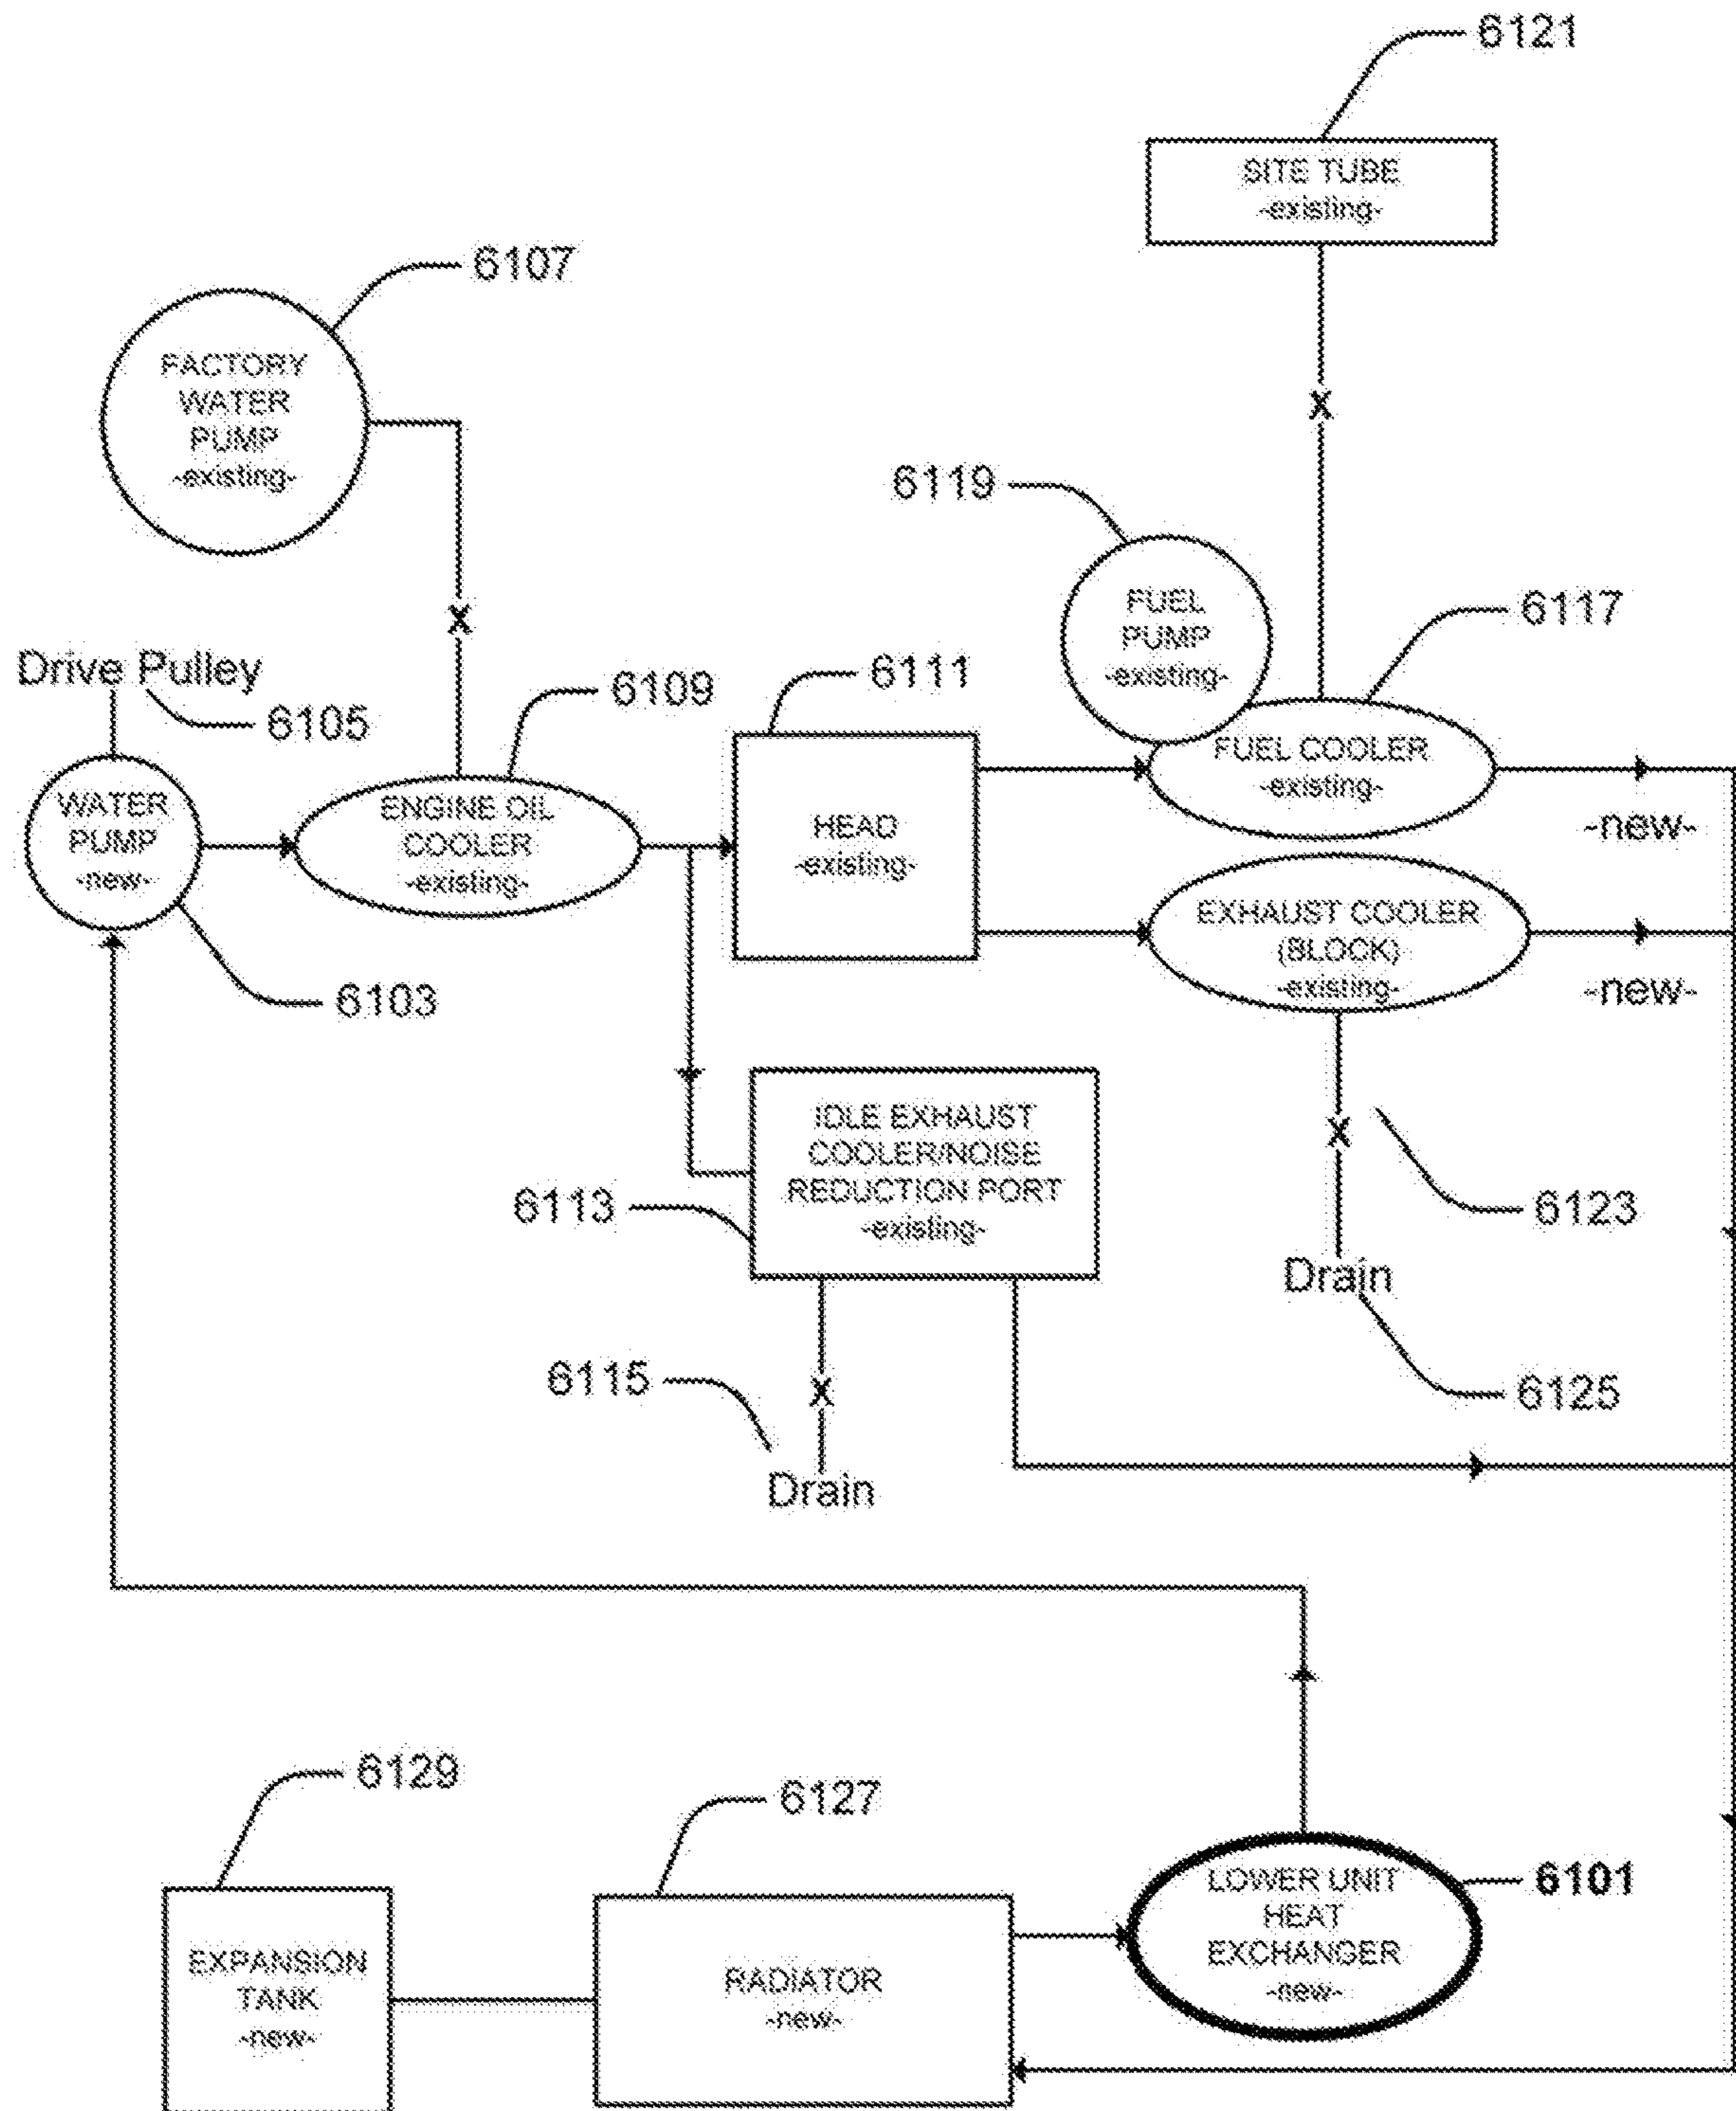 6121
SITE TUBE
-existing-
6107
FACTORY
WATER
PUMP
-existing-
X
6119
FUEL
PUMP
-existing-
6117
X
Drive Pulley
6105
6109
6111
WATER
PUMP
-new-
ENGINE OIL
COOLER
-existing-
HEAD
-existing-
FUEL COOLER
-existing-
-new-
EXHAUST COOLER
(BLOCK)
-existing-
-new-
6103
IDLE EXHAUST
COOLER/NOISE
REDUCTION PORT
-existing-
6113
X
6123
Drain
6125
6115
X
Drain
6129
6127
LOWER UNIT
HEAT
EXCHANGER
-new-
6101
EXPANSION
TANK
-new-
RADIATOR
-new-